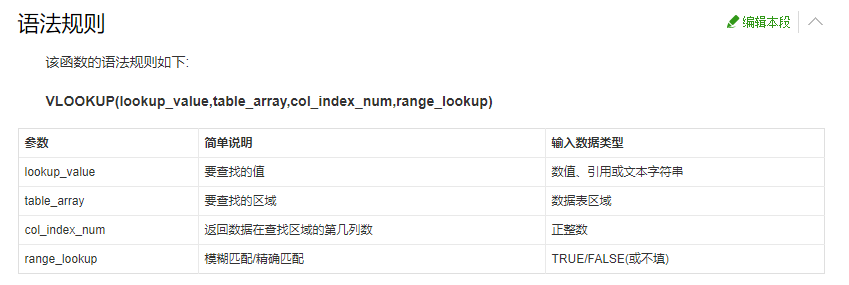 语法规则
编辑本段
该函数的语法规则如下:
VLOOKUP(lookup_value,table_array,col_index_num,range_lookup)
参数 简单说明 输入数据类型
lookup_value 要查找的值 数值、引用或文本字符串
table_array 要查找的区域 数据表区域
col_index_num 返回数据在查找区域的第几列数 正整数
range_lookup 模糊匹配/精确匹配 TRUE/FALSE(或不填)